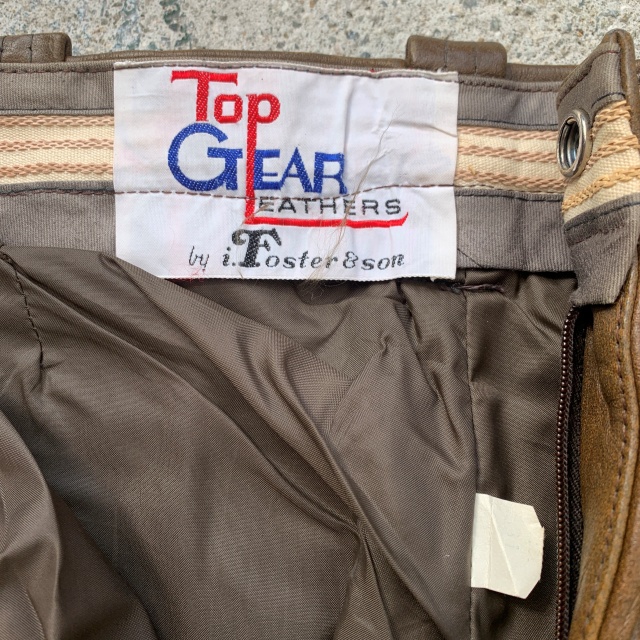 Top
GEAR
LEATHERS
by i. Foster & son